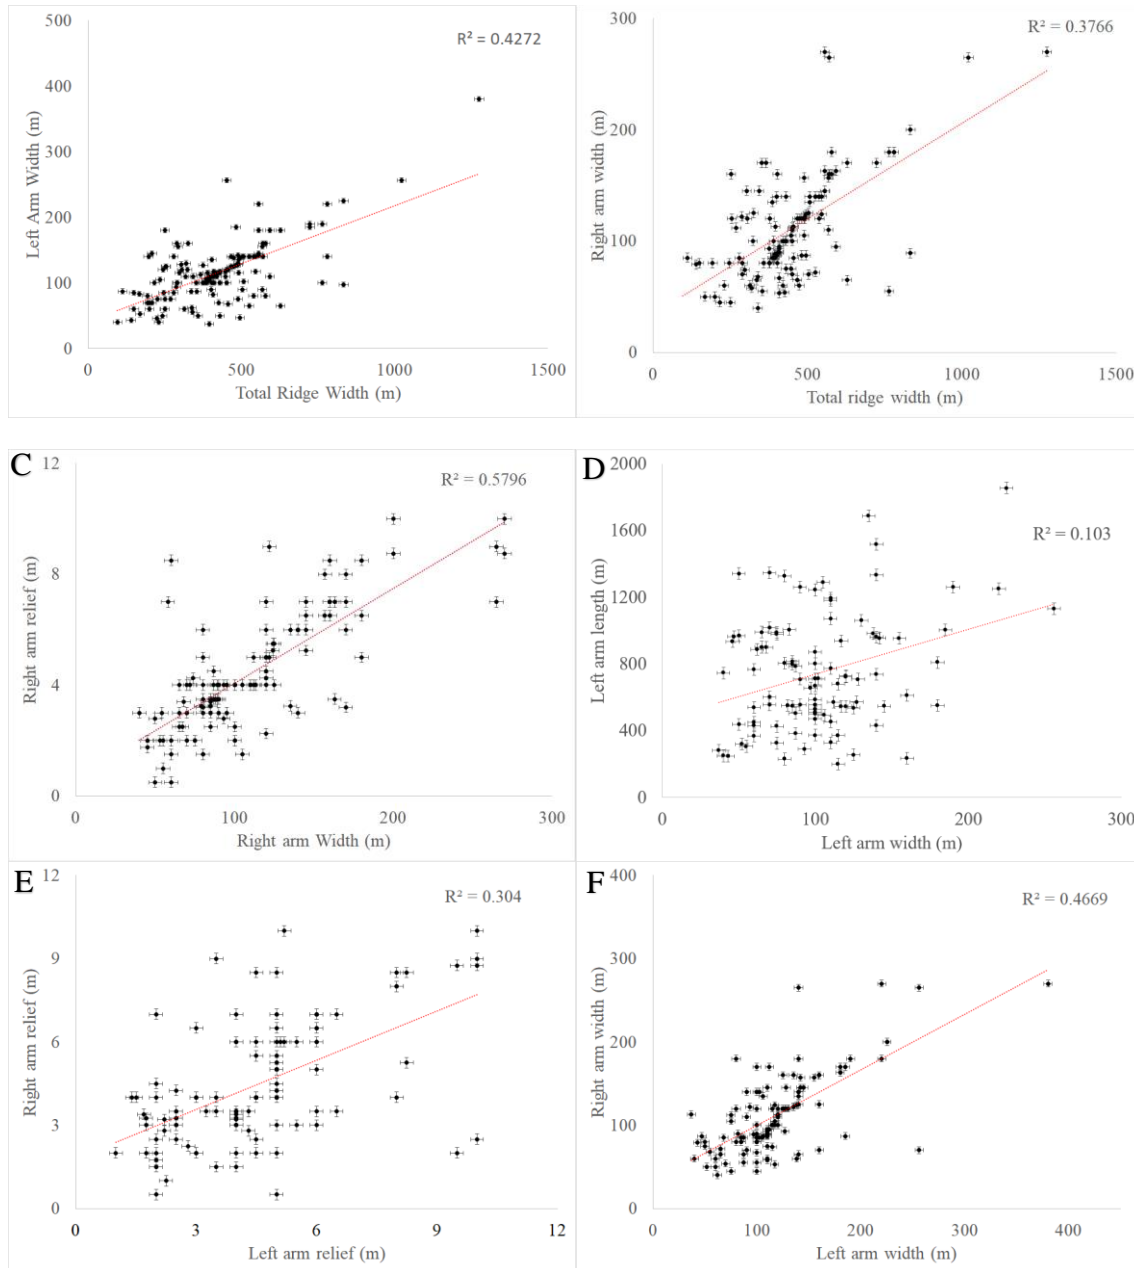 500
400
300
200
100
0
Left Arm Width (m)
R² = 0.4272
0
500
1000
1500
Total Ridge Width (m)
300
200
100
0
Right arm width (m)
R² = 0.3766
0
500
1000
1500
Total ridge width (m)
C
12
8
4
0
Right arm relief (m)
R² = 0.5796
0
100
200
300
Right arm Width (m)
D
2000
1600
1200
800
400
0
Left arm length (m)
R² = 0.103
0
100
200
300
Left arm width (m)
E
12
9
6
3
0
Right arm relief (m)
R² = 0.304
0
3
6
9
12
Left arm relief (m)
F
400
300
200
100
0
Right arm width (m)
R² = 0.4669
0
100
200
300
400
Left arm width (m)